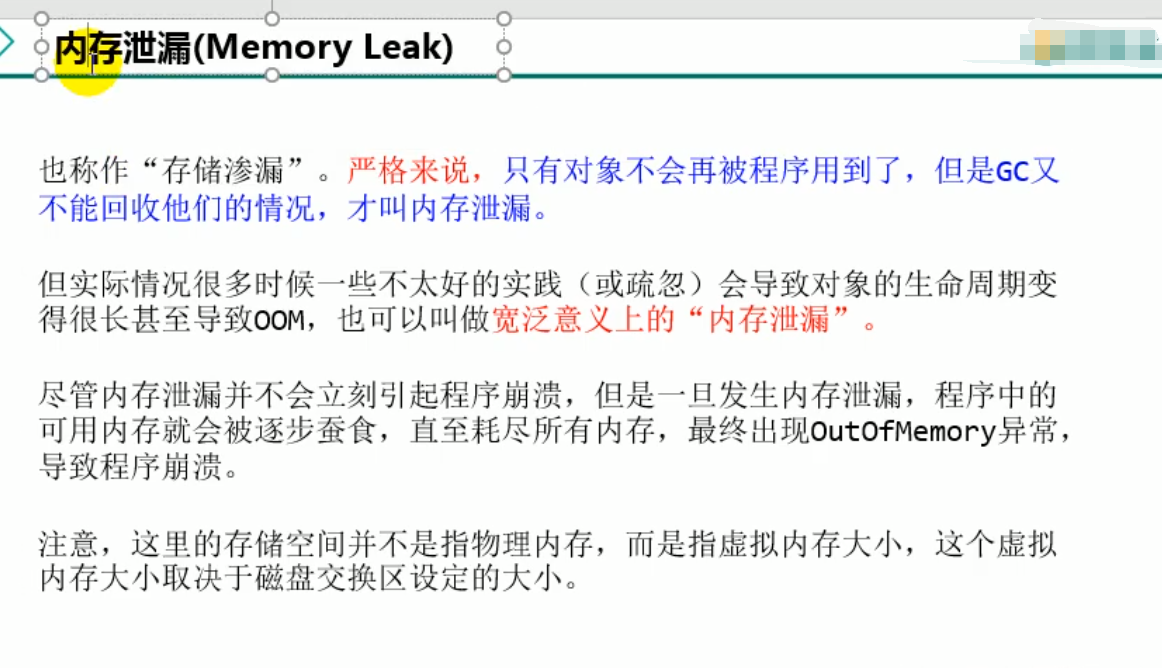 内存泄漏(Memory Leak)
也称作“存储渗漏”。严格来说，只有对象不会再被程序用到了，但是GC又
不能回收他们的情况，才叫内存泄漏。
但实际情况很多时候一些不太好的实践（或疏忽）会导致对象的生命周期变
得很长甚至导致OOM，也可以叫做宽泛意义上的“内存泄漏”。
尽管内存泄漏并不会立刻引起程序崩溃，但是一旦发生内存泄漏，程序中的
可用内存就会被逐步蚕食，直至耗尽所有内存，最终出现OutOfMemory异常，
导致程序崩溃。
注意，这里的存储空间并不是指物理内存，而是指虚拟内存大小，这个虚拟
内存大小取决于磁盘交换区设定的大小。